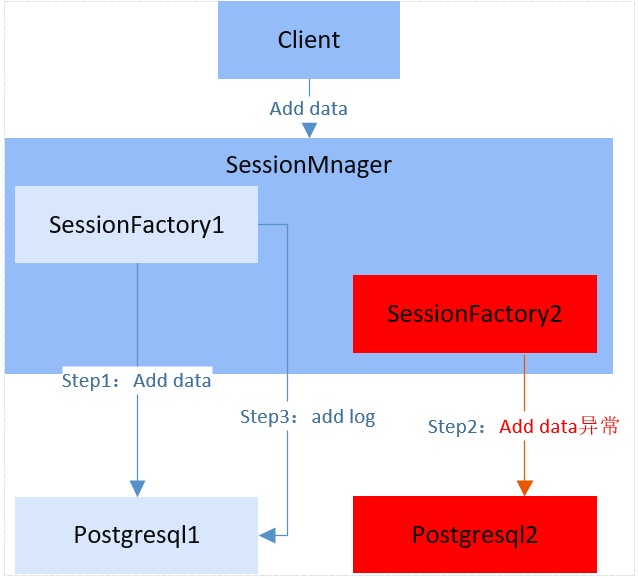 Client
Add data
SessionMnager
SessionFactory1
SessionFactory2
Step1：Add data
Step3：add log
Step2：Add data异常
Postgresql1
Postgresql2